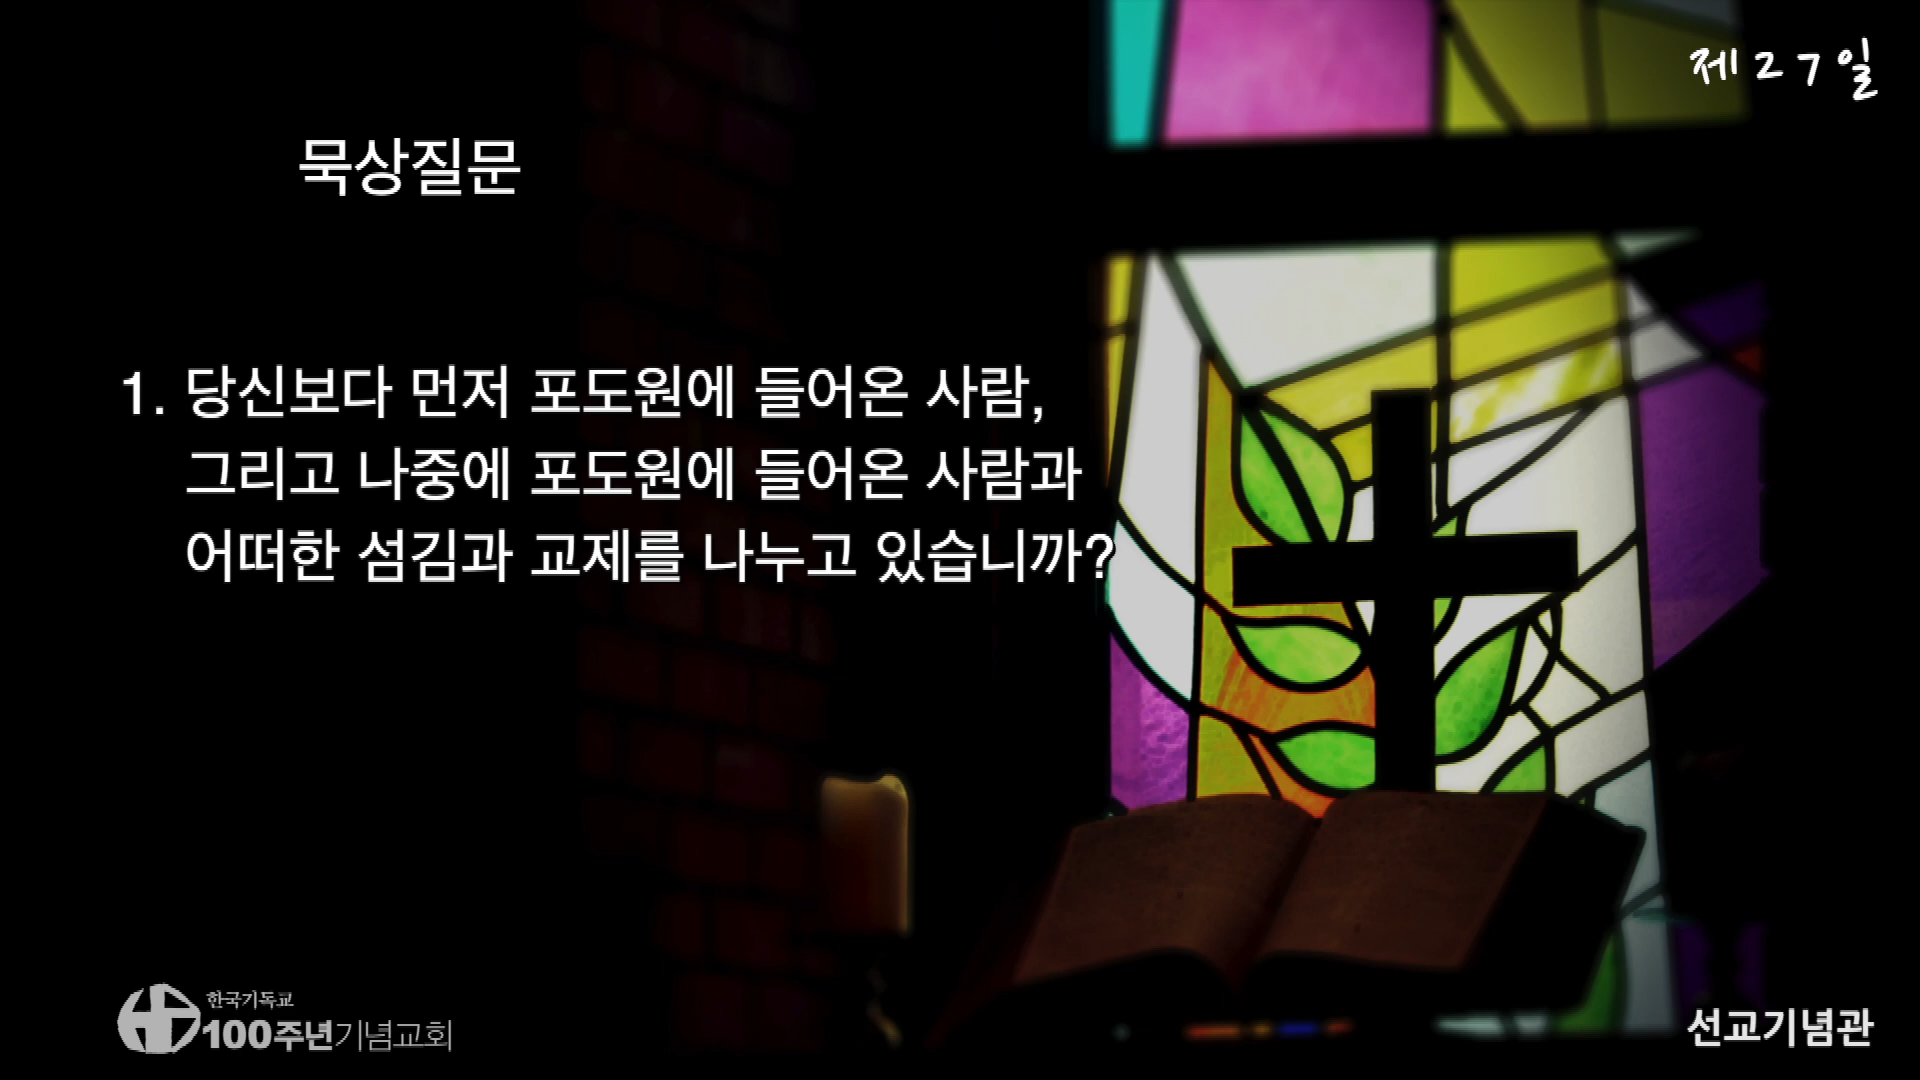 제27일
묵상질문
1. 당신보다 먼저 포도원에 들어온 사람,
그리고 나중에 포도원에 들어온 사람과
어떠한 섬김과 교제를 나누고 있습니까?
한국기독교
100주년기념교회
선교기념관